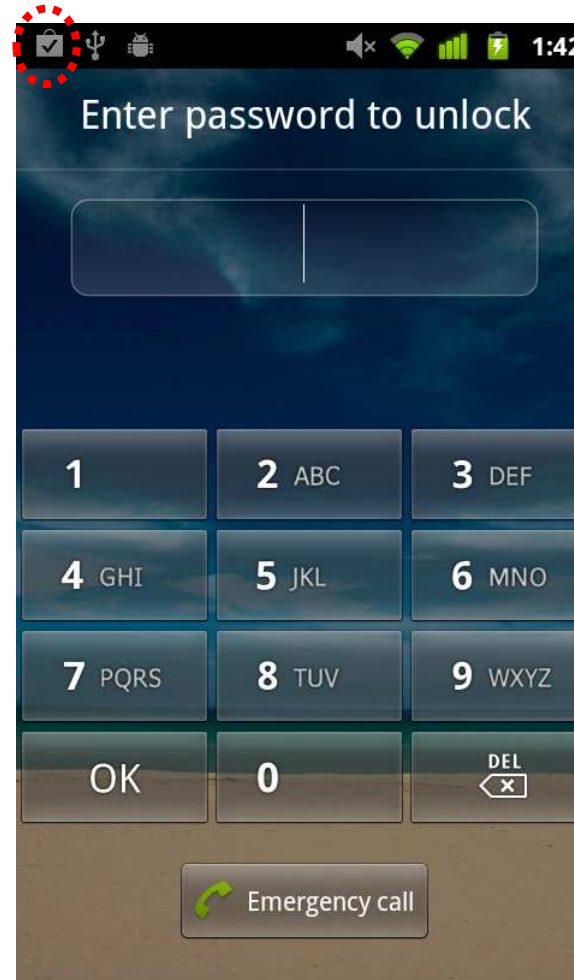 1:42
Enter password to unlock
1
2 ABC
3 DEF
4 GHI
5 JKL
6 MNO
7 PQRS
8 TUV
9 WXYZ
OK
0
DEL
Emergency call